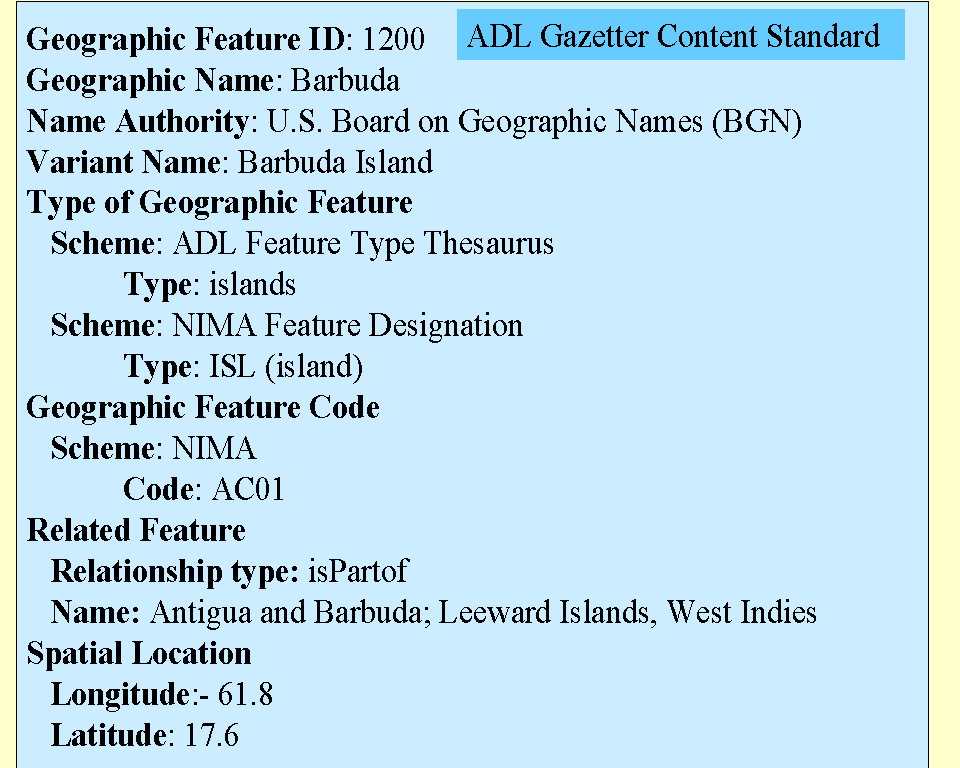 Geographic Feature ID: 1200
ADL Gazetter Content Standard
Geographic Name: Barbuda
Name Authority: U.S. Board on Geographic Names (BGN)
Variant Name: Barbuda Island
Type of Geographic Feature
Scheme: ADL Feature Type Thesaurus
Type: islands
Scheme: NIMA Feature Designation
Type: ISL (island)
Geographic Feature Code
Scheme: NIMA
Code: AC01
Related Feature
Relationship type: isPartof
Name: Antigua and Barbuda; Leeward Islands, West Indies
Spatial Location
Longitude:- 61.8
Latitude: 17.6